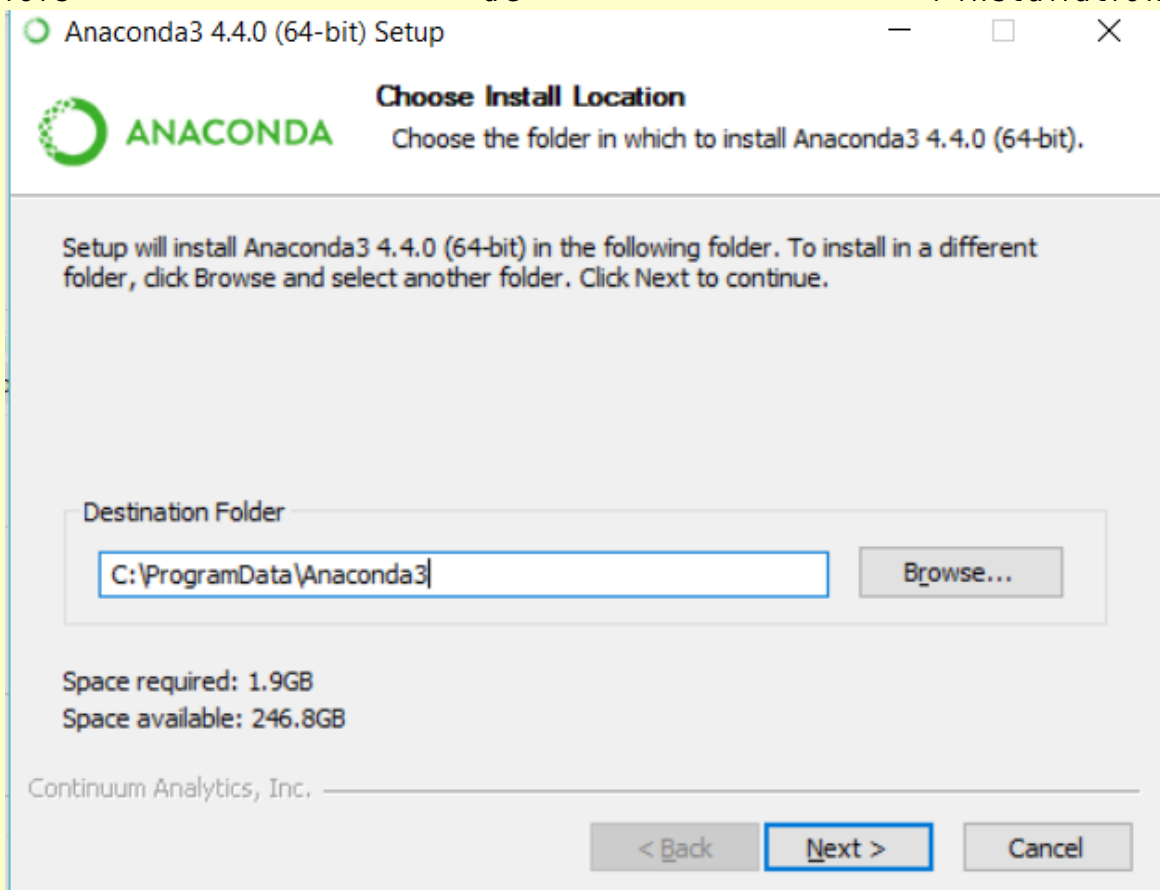 de l'installation
Anaconda3 4.4.0 (64-bit) Setup
ANACONDA
Choose Install Location
Choose the folder in which to install Anaconda3 4.4.0 (64-bit).
Setup will install Anaconda3 4.4.0 (64-bit) in the following folder. To install in a different
folder, click Browse and select another folder. Click Next to continue.
Destination Folder
C:\ProgramData\Anaconda3
Browse...
Space required: 1.9GB
Space available: 246.8GB
Continuum Analytics, Inc.
< Back
Next >
Cancel